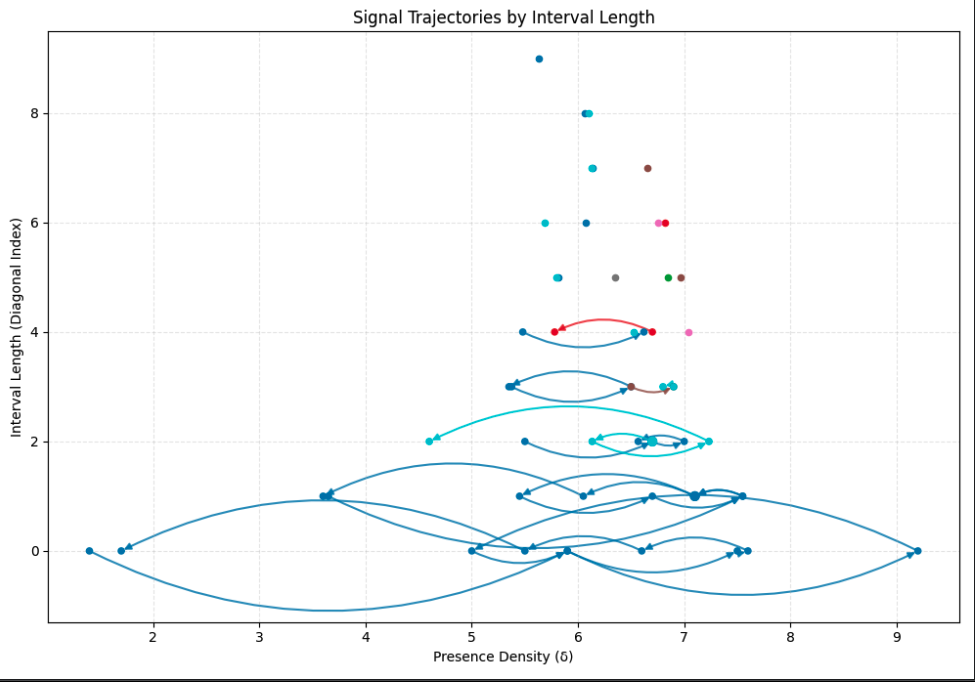 Signal Trajectories by Interval Length
8
6
4
2
0
Interval Length (Diagonal Index)
2 3 4 5 6 7 8 9
Presence Density (δ)